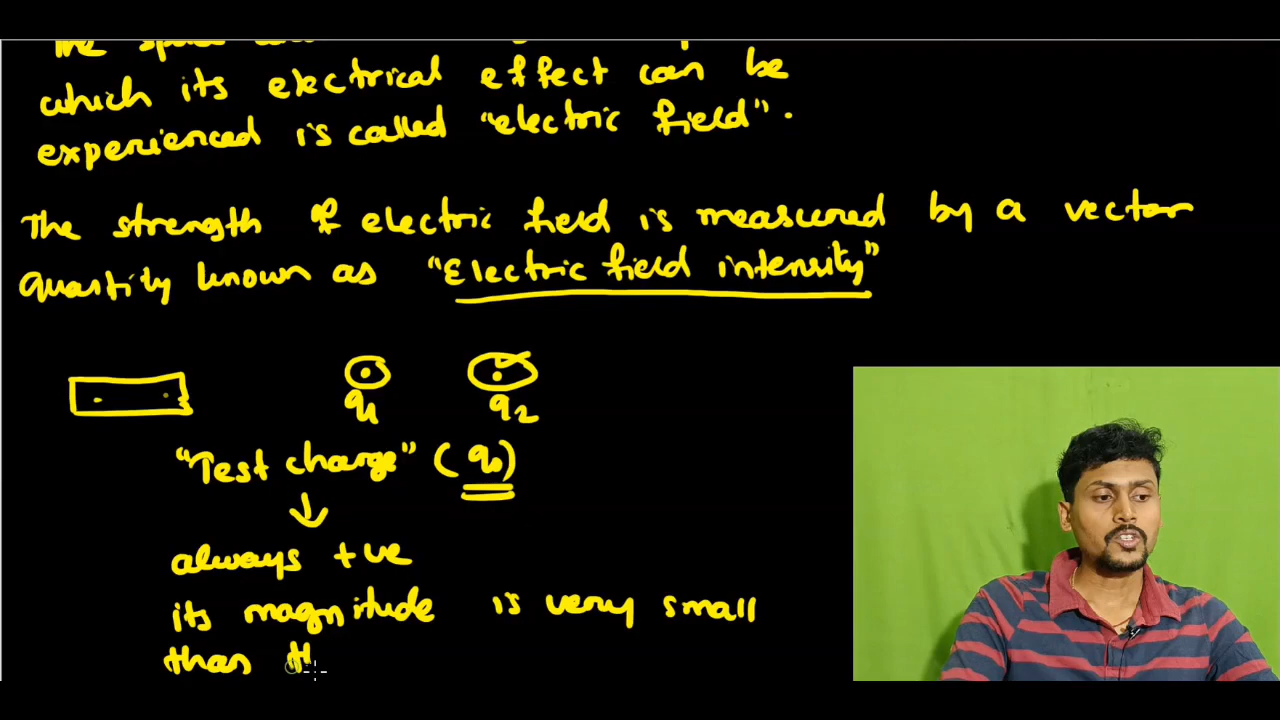 The
which its electrical effect can be
experienced is called "electric field".
The strength of electric field is measured by a vector
quantity known as "Electric field intensity"
q1 q2
"Test charge" (q0)
always +ve
its magnitude is very small
than th